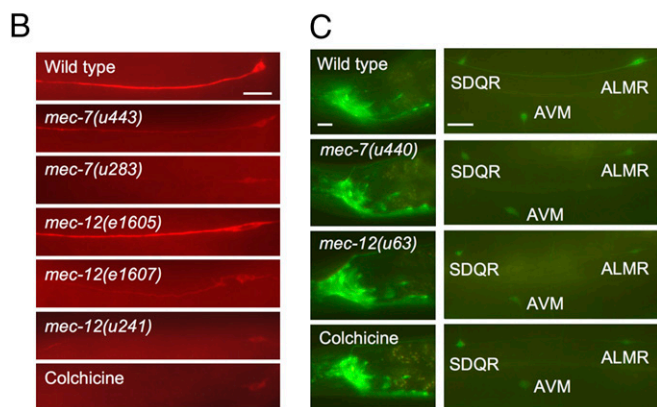 B
Wild type
mec-7(u443)
mec-7(u283)
mec-12(e1605)
mec-12(e1607)
mec-12(u241)
Colchicine
C
Wild type
SDQR
ALMR
AVM
mec-7(u440)
SDQR
ALMR
AVM
mec-12(u63)
SDQR
ALMR
AVM
Colchicine
SDQR
ALMR
AVM